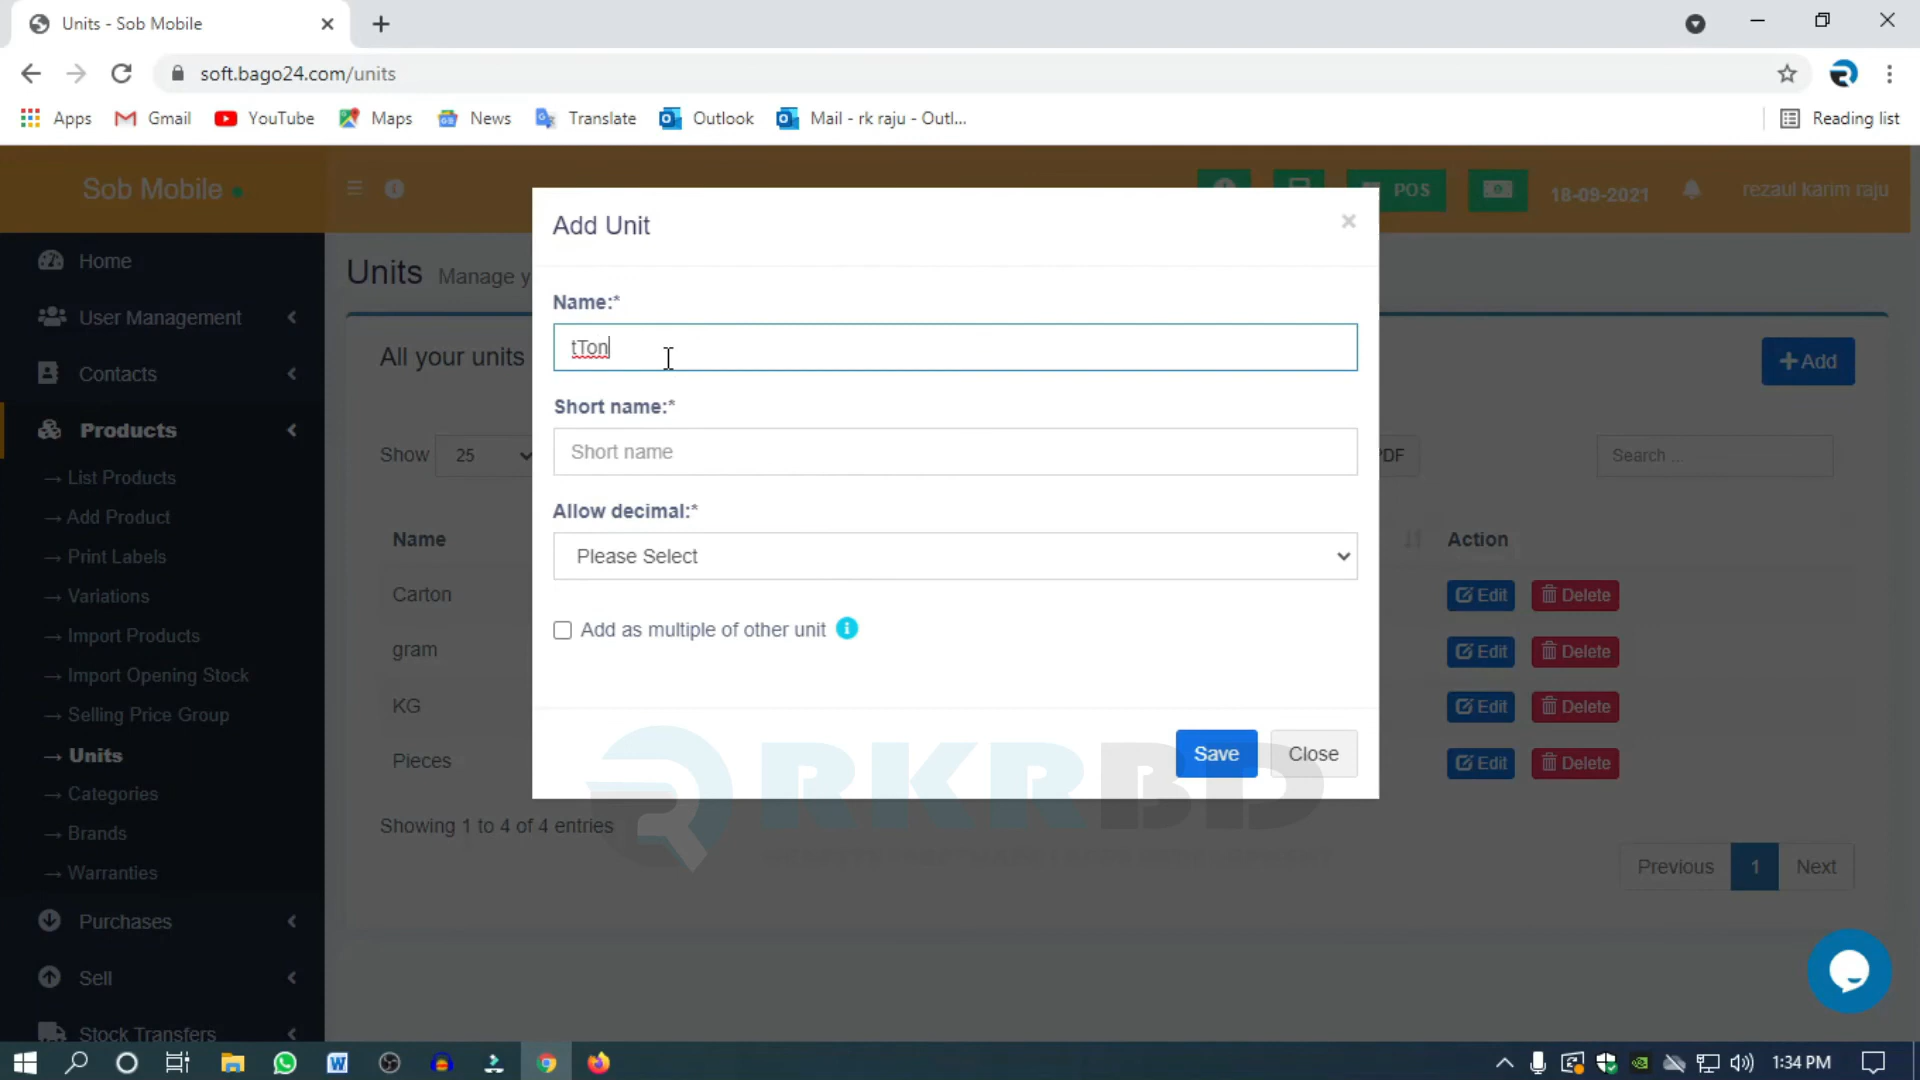 Units - Sob Mobile
soft.bago24.com/units
Apps Gmail YouTube Maps News Translate Outlook Mail - rk raju - Outl... Reading list
Sob Mobile
POS 18-09-2021 rezaul karim raju
Home
User Management
Contacts
Products
→ List Products
→ Add Product
→ Print Labels
→ Variations
→ Import Products
→ Import Opening Stock
→ Selling Price Group
→ Units
→ Categories
→ Brands
→ Warranties
Purchases
Sell
Stock Transfers
Units Manage y
All your units
+ Add
Show 25
PDF
Search ...
Name Action
Carton Edit Delete
gram Edit Delete
KG Edit Delete
Pieces Edit Delete
Showing 1 to 4 of 4 entries
Previous 1 Next
Add Unit
×
Name:*
tTon
Short name:*
Short name
Allow decimal:*
Please Select
Add as multiple of other unit
Save Close
RKRBD
1:34 PM